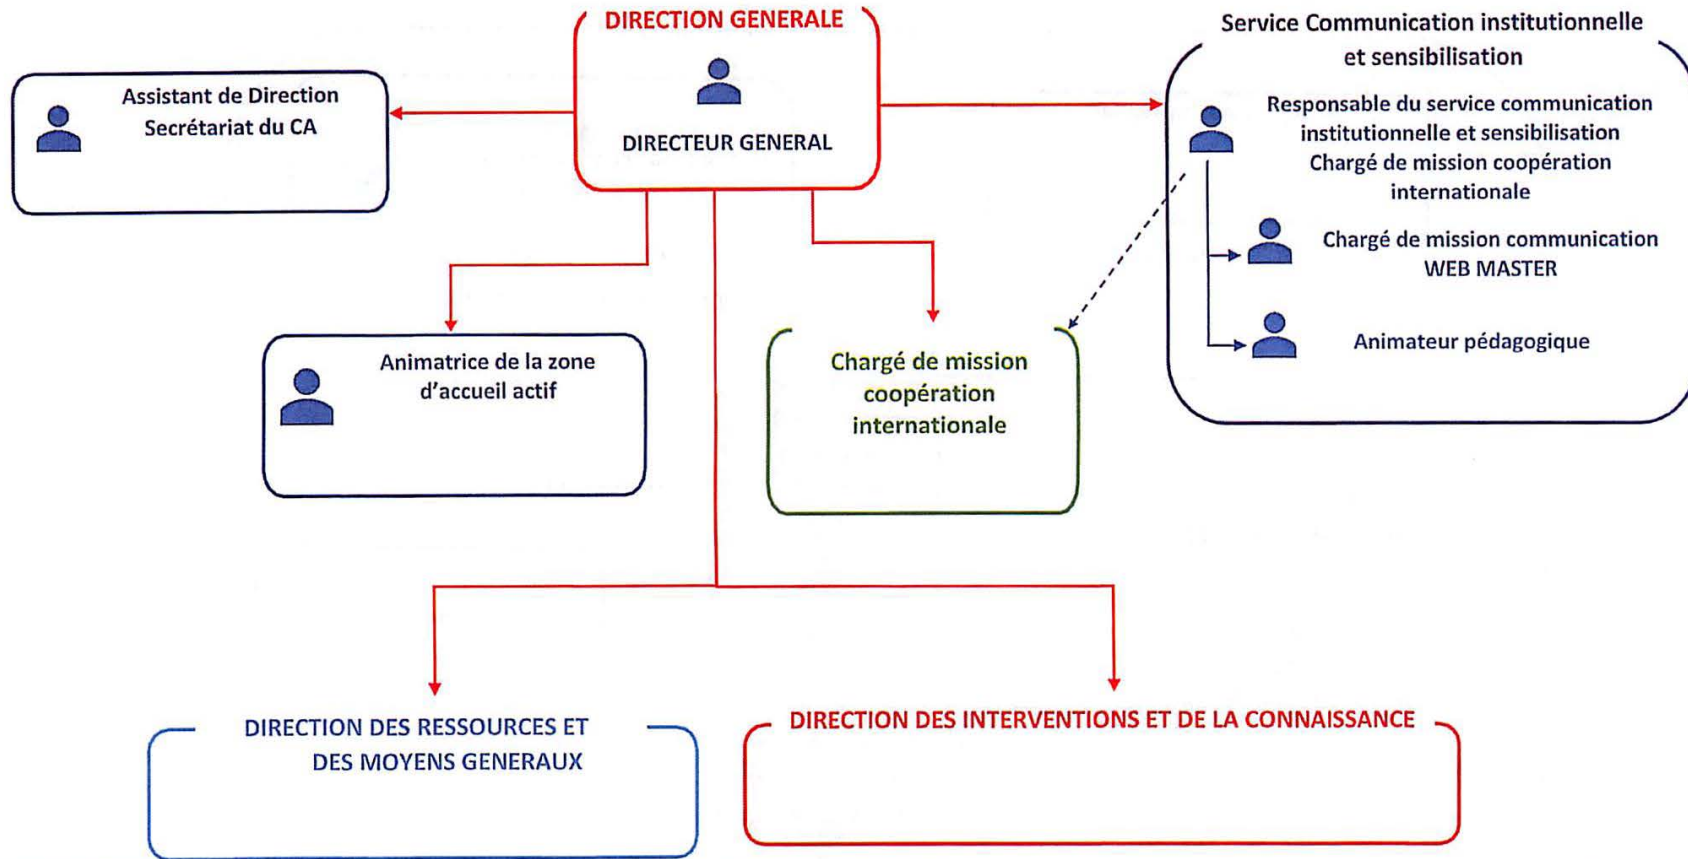 DIRECTION GENERALE
DIRECTEUR GENERAL
Assistant de Direction
Secrétariat du CA
Service Communication institutionnelle
et sensibilisation
Responsable du service communication
institutionnelle et sensibilisation
Chargé de mission coopération
internationale
Chargé de mission communication
WEB MASTER
Animateur pédagogique
Animatrice de la zone
d'accueil actif
Chargé de mission
coopération
internationale
DIRECTION DES RESSOURCES ET
DES MOYENS GENERAUX
DIRECTION DES INTERVENTIONS ET DE LA CONNAISSANCE